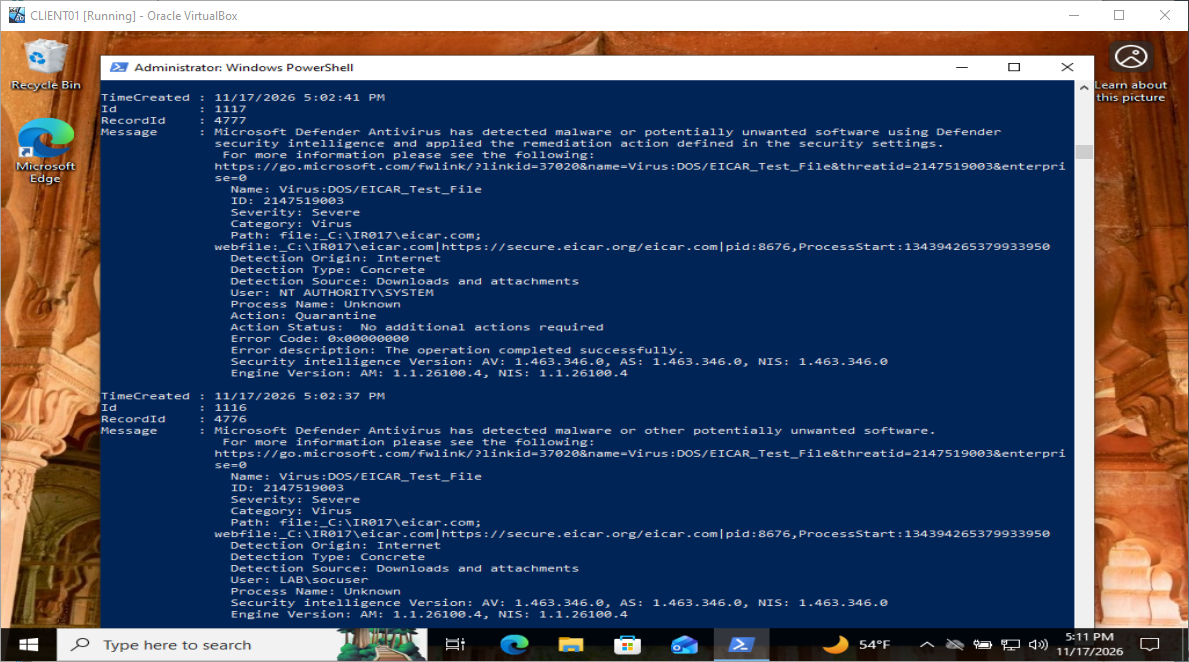 CLIENT01 [Running] - Oracle VirtualBox
Recycle Bin
Microsoft
Edge
Learn about
this picture
Administrator: Windows PowerShell
TimeCreated : 11/17/2026 5:02:41 PM
Id : 1117
RecordId : 4777
Message : Microsoft Defender Antivirus has detected malware or potentially unwanted software using Defender
security intelligence and applied the remediation action defined in the security settings.
For more information please see the following:
https://go.microsoft.com/fwlink/?linkid=37020&name=Virus:DOS/EICAR_Test_File&threatid=2147519003&enterpri
se=0
Name: Virus:DOS/EICAR_Test_File
ID: 2147519003
Severity: Severe
Category: Virus
Path: file:_C:\IR017\eicar.com;
webfile:_C:\IR017\eicar.com|https://secure.eicar.org/eicar.com|pid:8676,ProcessStart:134394265379933950
Detection Origin: Internet
Detection Type: Concrete
Detection Source: Downloads and attachments
User: NT AUTHORITY\SYSTEM
Process Name: Unknown
Action: Quarantine
Action Status:  No additional actions required
Error Code: 0x00000000
Error description: The operation completed successfully.
Security intelligence Version: AV: 1.463.346.0, AS: 1.463.346.0, NIS: 1.463.346.0
Engine Version: AM: 1.1.26100.4, NIS: 1.1.26100.4
TimeCreated : 11/17/2026 5:02:37 PM
Id : 1116
RecordId : 4776
Message : Microsoft Defender Antivirus has detected malware or other potentially unwanted software.
For more information please see the following:
https://go.microsoft.com/fwlink/?linkid=37020&name=Virus:DOS/EICAR_Test_File&threatid=2147519003&enterpri
se=0
Name: Virus:DOS/EICAR_Test_File
ID: 2147519003
Severity: Severe
Category: Virus
Path: file:_C:\IR017\eicar.com;
webfile:_C:\IR017\eicar.com|https://secure.eicar.org/eicar.com|pid:8676,ProcessStart:134394265379933950
Detection Origin: Internet
Detection Type: Concrete
Detection Source: Downloads and attachments
User: LAB\socuser
Process Name: Unknown
Security intelligence Version: AV: 1.463.346.0, AS: 1.463.346.0, NIS: 1.463.346.0
Engine Version: AM: 1.1.26100.4, NIS: 1.1.26100.4
Type here to search
54°F
5:11 PM
11/17/2026